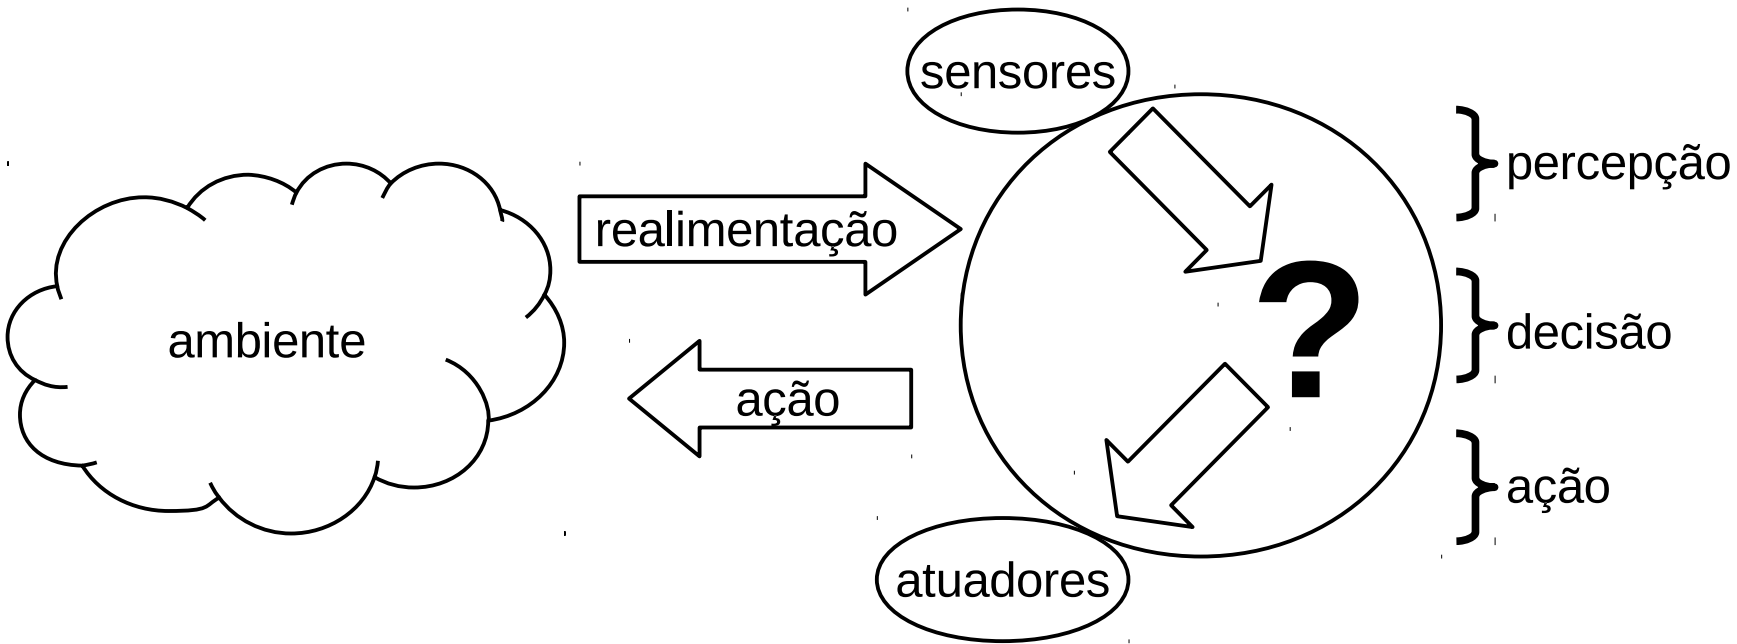 sensores
percepção
realimentação
ambiente
?
decisão
ação
ação
atuadores